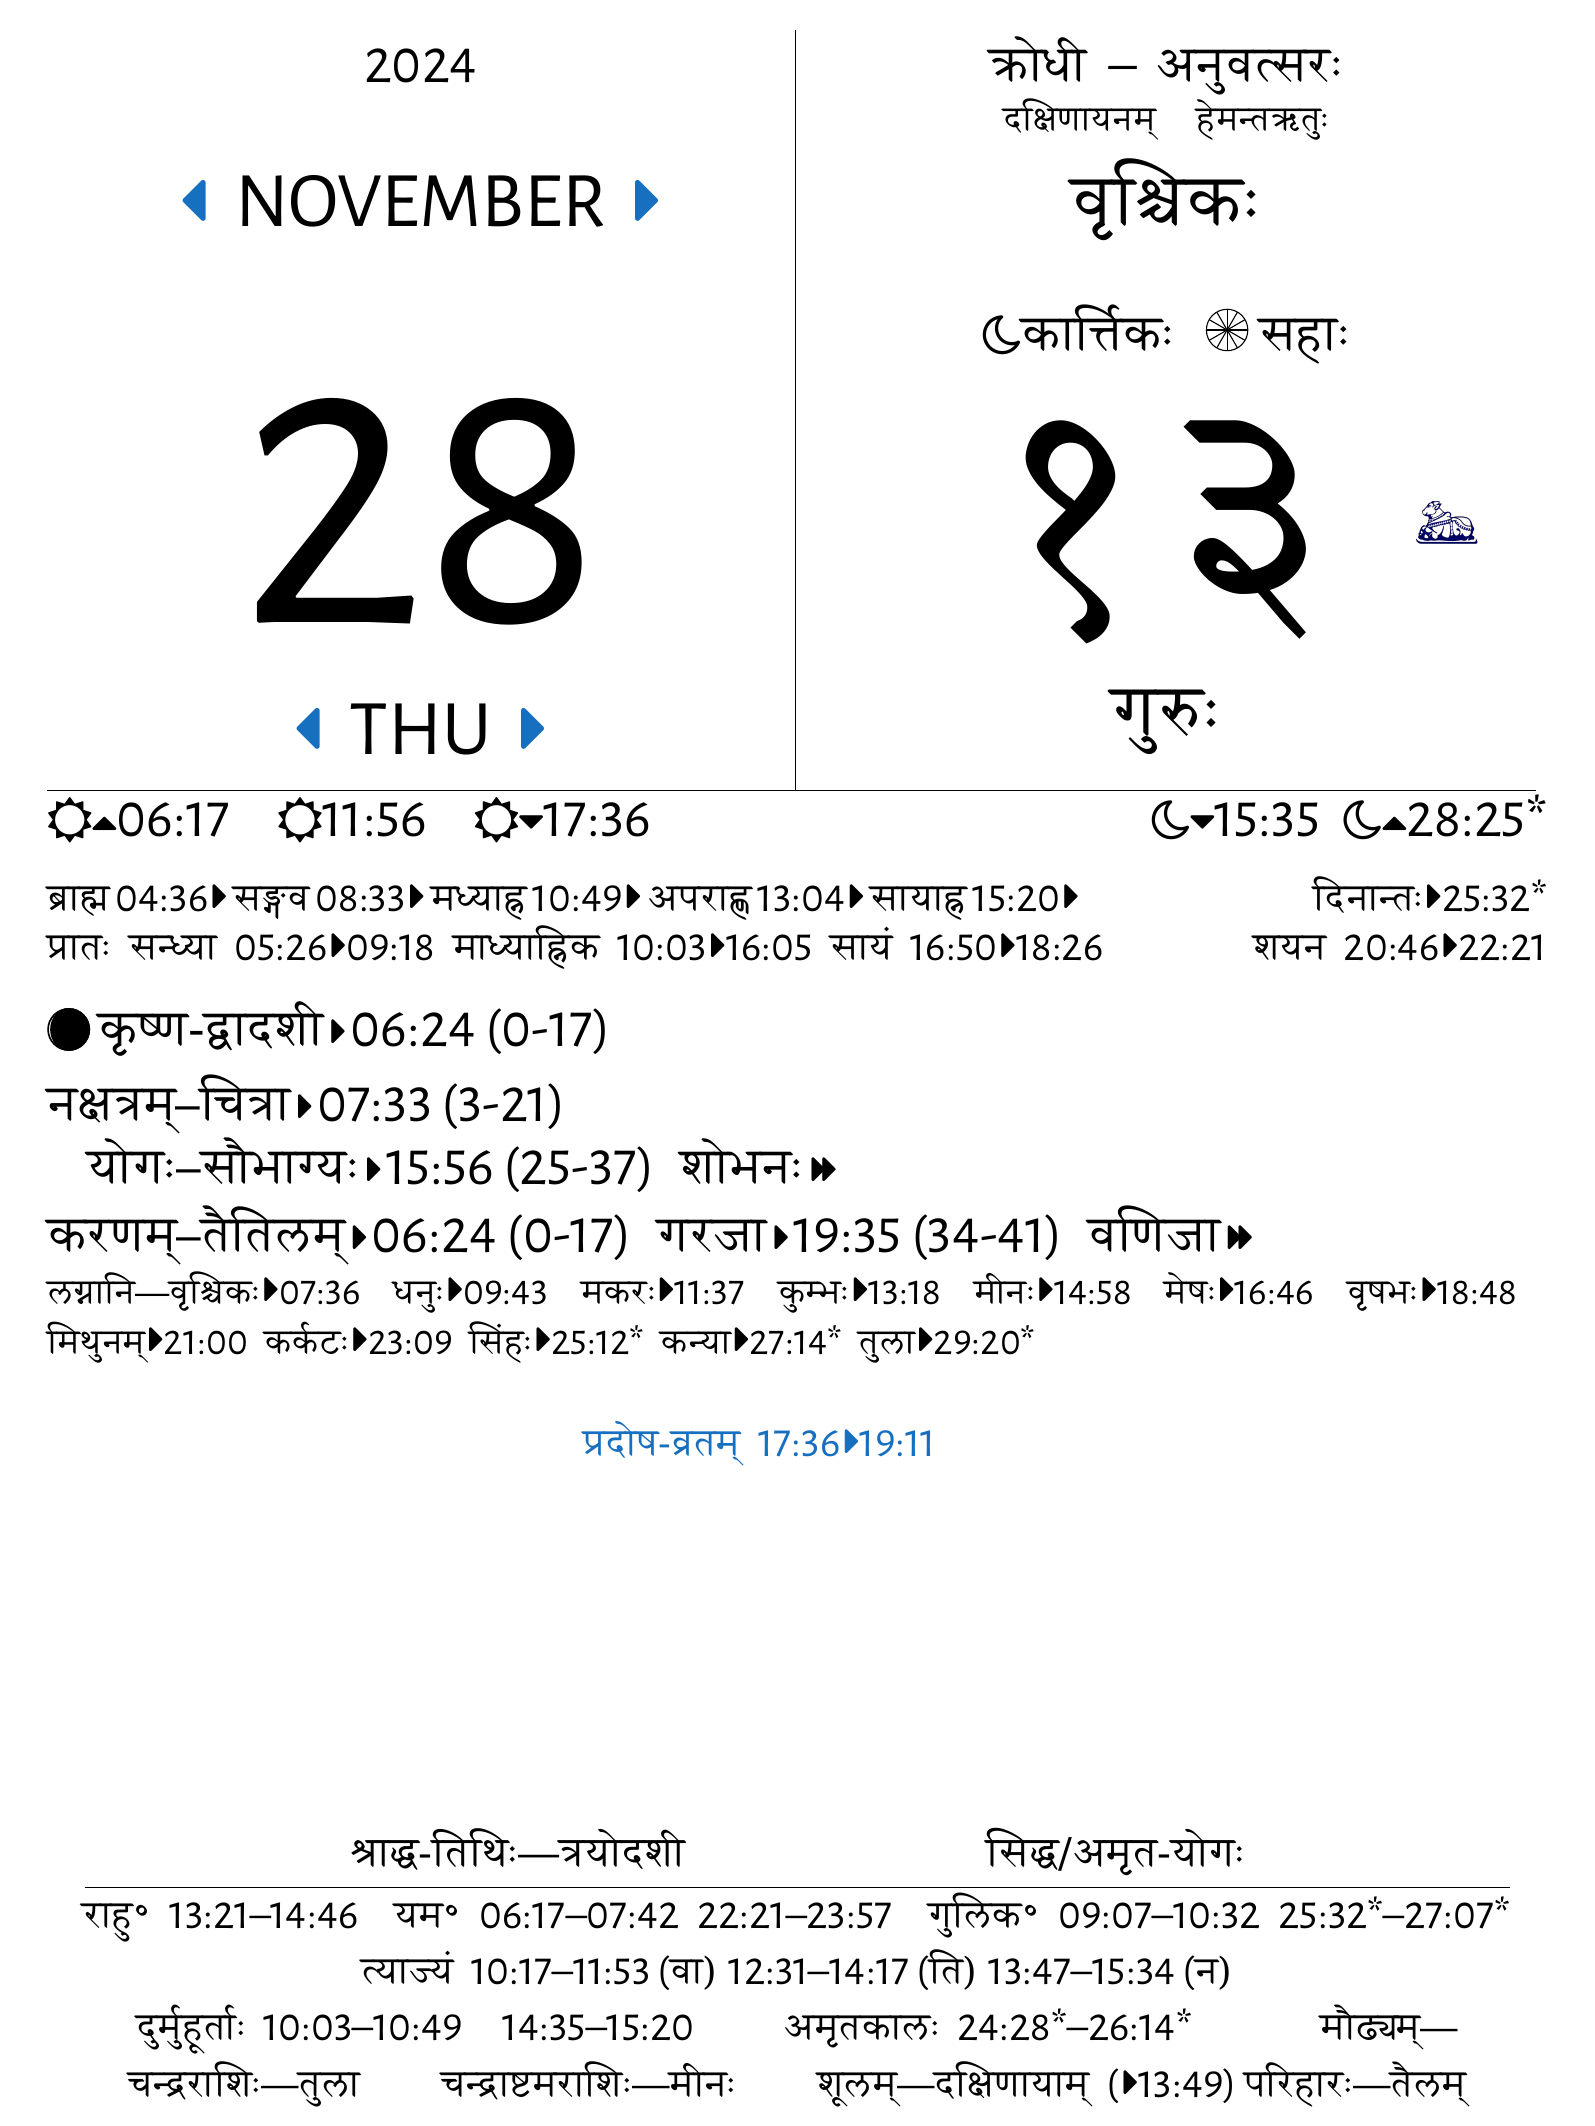 2024
NOVEMBER
28
THU
क्रोधी – अनुवत्सरः
दक्षिणायनम् हेमन्तऋतुः
वृश्चिकः
कार्त्तिकः सहाः
१३
गुरुः
06:17 11:56 17:36 15:35 28:25*
ब्राह्म 04:36 सङ्गव 08:33 मध्याह्न 10:49 अपराह्ण 13:04 सायाह्न 15:20 दिनान्तः 25:32*
प्रातः सन्ध्या 05:26 09:18 माध्याह्निक 10:03 16:05 सायं 16:50 18:26 शयन 20:46 22:21
कृष्ण-द्वादशी 06:24 (0-17)
नक्षत्रम्–चित्रा 07:33 (3-21)
योगः–सौभाग्यः 15:56 (25-37) शोभनः
करणम्–तैतिलम् 06:24 (0-17) गरजा 19:35 (34-41) वणिजा
लग्नानि—वृश्चिकः 07:36 धनुः 09:43 मकरः 11:37 कुम्भः 13:18 मीनः 14:58 मेषः 16:46 वृषभः 18:48
मिथुनम् 21:00 कर्कटः 23:09 सिंहः 25:12* कन्या 27:14* तुला 29:20*
प्रदोष-व्रतम् 17:36 19:11
श्राद्ध-तिथिः—त्रयोदशी सिद्ध/अमृत-योगः
राहु॰ 13:21–14:46 यम॰ 06:17–07:42 22:21–23:57 गुलिक॰ 09:07–10:32 25:32*–27:07*
त्याज्यं 10:17–11:53 (वा) 12:31–14:17 (ति) 13:47–15:34 (न)
दुर्मुहूर्ताः 10:03–10:49 14:35–15:20 अमृतकालः 24:28*–26:14* मौढ्यम्—
चन्द्रराशिः—तुला चन्द्राष्टमराशिः—मीनः शूलम्—दक्षिणायाम् ( 13:49) परिहारः—तैलम्